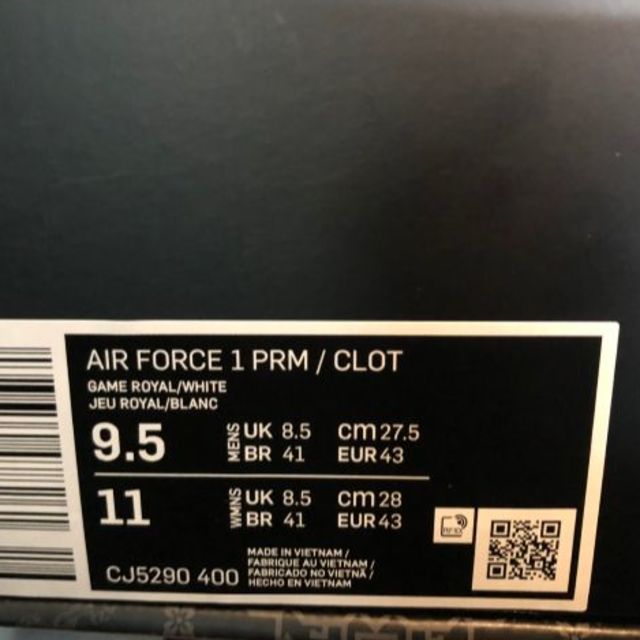 AIR FORCE 1 PRM / CLOT
GAME ROYAL/WHITE
JEU ROYAL/BLANC
9.5 MENS UK 8.5 cm 27.5
BR 41 EUR 43
11 WMNS UK 8.5 cm 28
BR 41 EUR 43
CJ5290 400
MADE IN VIETNAM /
FABRIQUE AU VIETNAM /
FABRICADO NO VIETNÃ /
HECHO EN VIETNAM